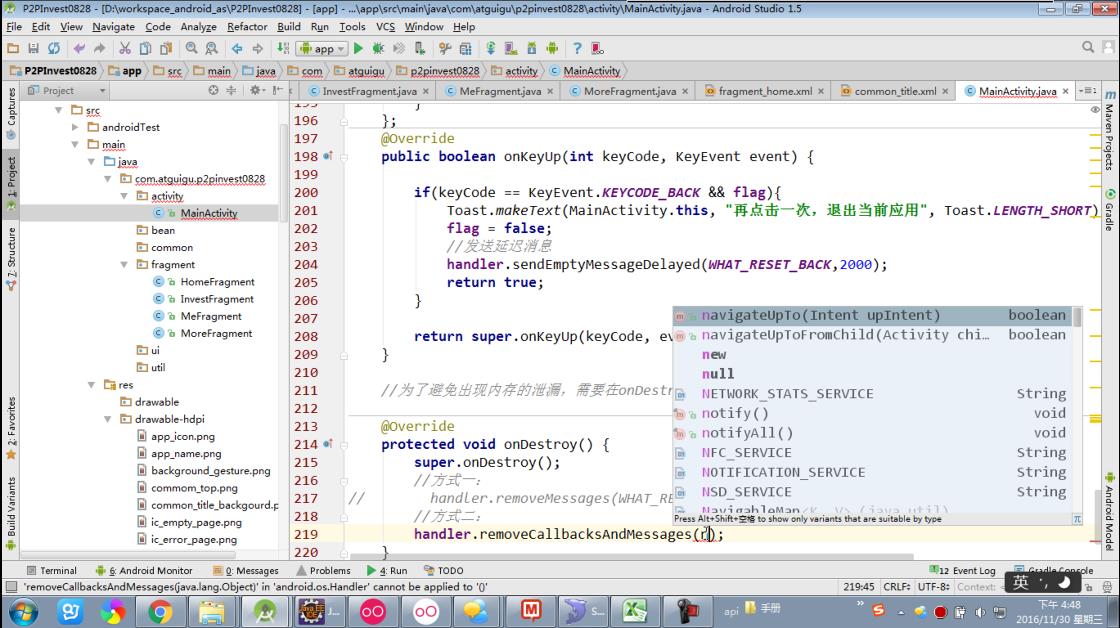 P2PInvest0828 - [D:\workspace_android_as\P2PInvest0828] - [app] - ...\app\src\main\java\com\atguigu\p2pinvest0828\activity\MainActivity.java - Android Studio 1.5
File Edit View Navigate Code Analyze Refactor Build Run Tools VCS Window Help
app
P2PInvest0828 app src main java com atguigu p2pinvest0828 activity MainActivity
Project
InvestFragment.java MeFragment.java MoreFragment.java fragment_home.xml common_title.xml MainActivity.java
Captures
1: Project
7: Structure
2: Favorites
Build Variants
src
androidTest
main
java
com.atguigu.p2pinvest0828
activity
MainActivity
bean
common
fragment
HomeFragment
InvestFragment
MeFragment
MoreFragment
ui
util
res
drawable
drawable-hdpi
app_icon.png
app_name.png
background_gesture.png
commom_top.png
common_title_backgourd.p
ic_empty_page.png
ic_error_page.png
195 }
196 };
197 @Override
198 public boolean onKeyUp(int keyCode, KeyEvent event) {
199
200 if(keyCode == KeyEvent.KEYCODE_BACK && flag){
201 Toast.makeText(MainActivity.this, "再点击一次，退出当前应用", Toast.LENGTH_SHORT)
202 flag = false;
203 //发送延迟消息
204 handler.sendEmptyMessageDelayed(WHAT_RESET_BACK,2000);
205 return true;
206 }
207
208 return super.onKeyUp(keyCode, ev
209 }
210
211 //为了避免出现内存的泄漏，需要在onDestr
212
213 @Override
214 protected void onDestroy() {
215 super.onDestroy();
216 //方式一：
217 // handler.removeMessages(WHAT_RE
218 //方式二：
219 handler.removeCallbacksAndMessages(n);
220 }
navigateUpTo(Intent upIntent) boolean
navigateUpToFromChild(Activity chi... boolean
new
null
NETWORK_STATS_SERVICE String
notify() void
notifyAll() void
NFC_SERVICE String
NOTIFICATION_SERVICE String
NSD_SERVICE String
NavigableMap<K, V> (java.util)
Press Alt+Shift+空格 to show only variants that are suitable by type
π
Maven Projects
Gradle
Android Model
Terminal 6: Android Monitor 0: Messages Problems 4: Run TODO 12 Event Log Gradle Console
'removeCallbacksAndMessages(java.lang.Object)' in 'android.os.Handler' cannot be applied to '()' 219:45 CRLF÷ UTF-8÷ Context:
英
api 手册
下午 4:48
2016/11/30 星期三